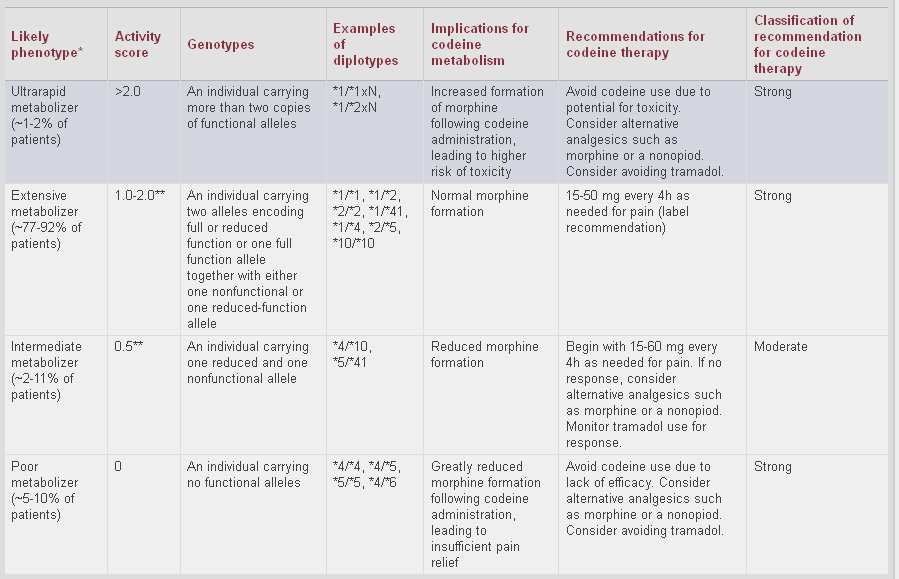 Likely phenotype*
Activity score
Genotypes
Examples of diplotypes
Implications for codeine metabolism
Recommendations for codeine therapy
Classification of recommendation for codeine therapy
Ultrarapid
metabolizer
(~1-2% of
patients)
>2.0
An individual carrying
more than two copies
of functional alleles
*1/*1xN,
*1/*2xN
Increased formation
of morphine
following codeine
administration,
leading to higher
risk of toxicity
Avoid codeine use due to
potential for toxicity.
Consider alternative
analgesics such as
morphine or a nonopiod.
Consider avoiding tramadol.
Strong
Extensive
metabolizer
(~77-92% of
patients)
1.0-2.0**
An individual carrying
two alleles encoding
full or reduced
function or one full
function allele
together with either
one nonfunctional or
one reduced-function
allele
*1/*1, *1/*2,
*2/*2, *1/*41,
*1/*4, *2/*5,
*10/*10
Normal morphine
formation
15-50 mg every 4h as
needed for pain (label
recommendation)
Strong
Intermediate
metabolizer
(~2-11% of
patients)
0.5**
An individual carrying
one reduced and one
nonfunctional allele
*4/*10,
*5/*41
Reduced morphine
formation
Begin with 15-60 mg every
4h as needed for pain. If no
response, consider
alternative analgesics such
as morphine or a nonopiod.
Monitor tramadol use for
response.
Moderate
Poor
metabolizer
(~5-10% of
patients)
0
An individual carrying
no functional alleles
*4/*4, *4/*5,
*5/*5, *4/*6
Greatly reduced
morphine formation
following codeine
administration,
leading to
insufficient pain
relief
Avoid codeine use due to
lack of efficacy. Consider
alternative analgesics such
as morphine or a nonopiod.
Consider avoiding tramadol.
Strong